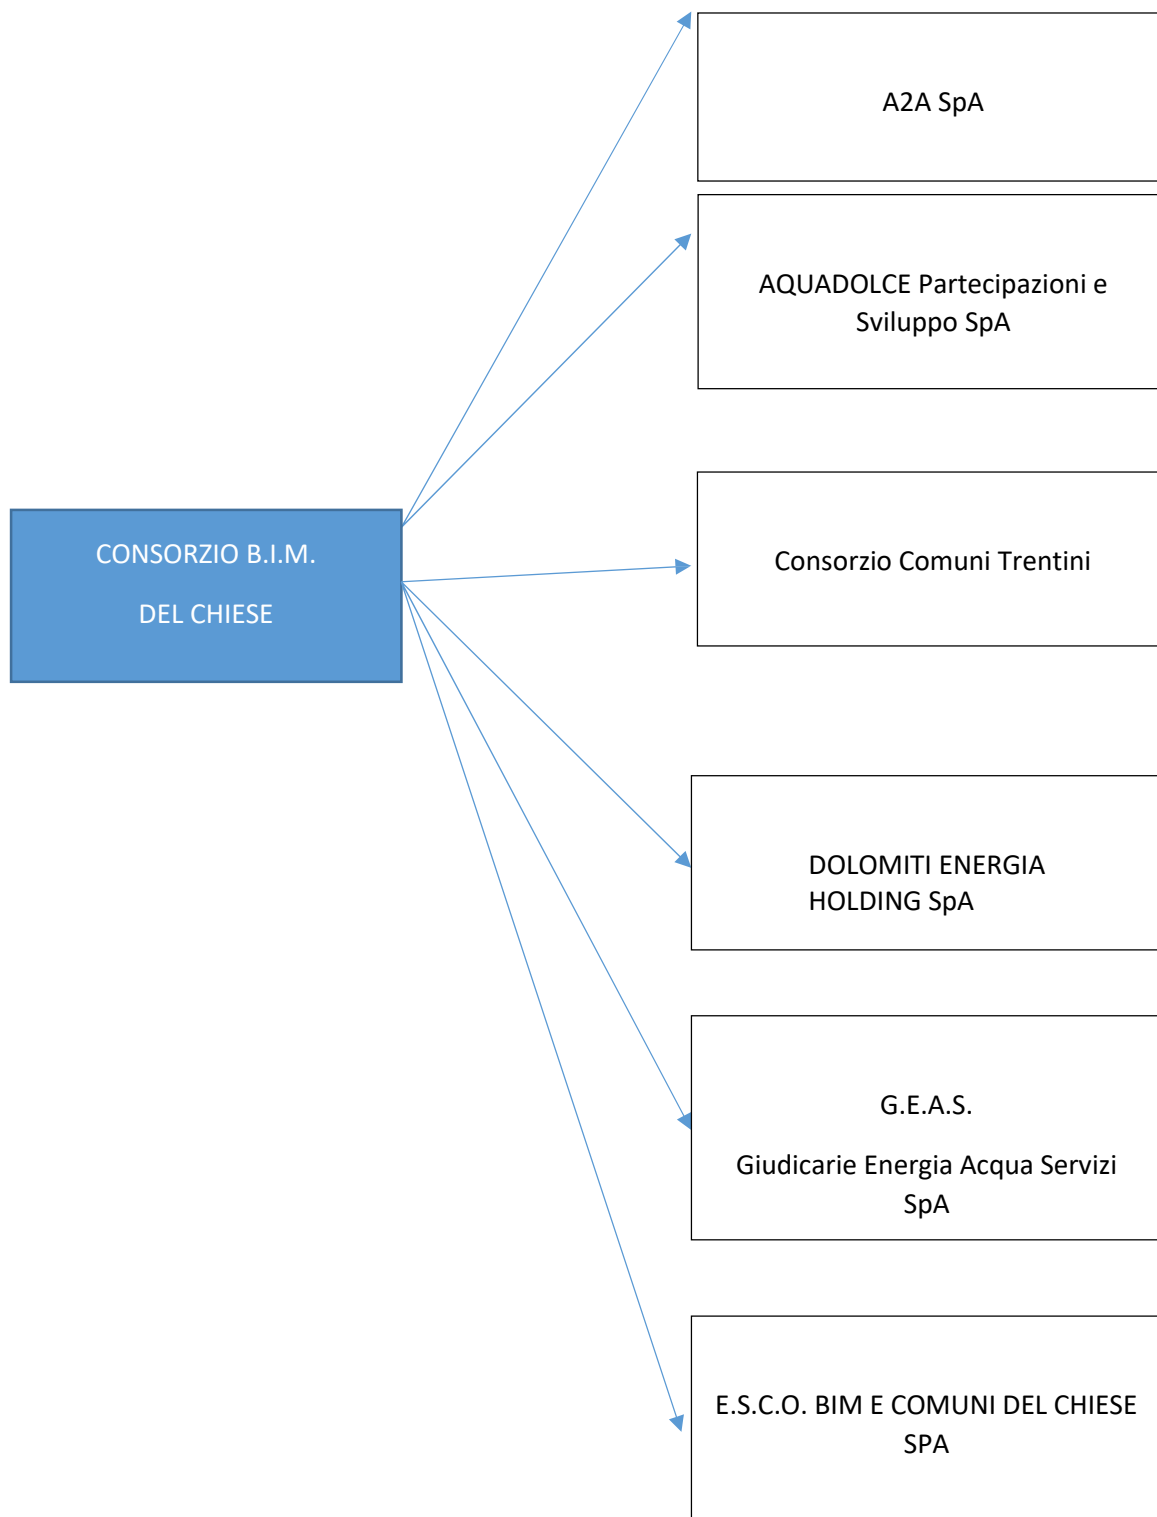 A2A SpA
AQUADOLCE Partecipazioni e
Sviluppo SpA
CONSORZIO B.I.M.
DEL CHIESE
Consorzio Comuni Trentini
DOLOMITI ENERGIA
HOLDING SpA
G.E.A.S.
Giudicarie Energia Acqua Servizi
SpA
E.S.C.O. BIM E COMUNI DEL CHIESE
SPA